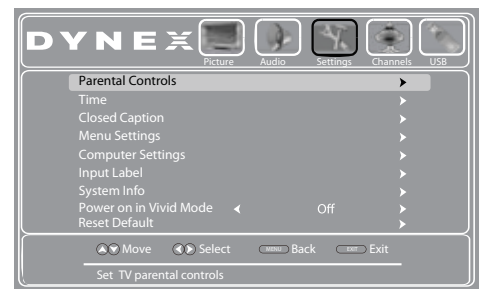 DYNEX
Picture Audio Settings Channels USB
Parental Controls
Time
Closed Caption
Menu Settings
Computer Settings
Input Label
System Info
Power on in Vivid Mode Off
Reset Default
Move Select MENU Back EXIT Exit
Set TV parental controls